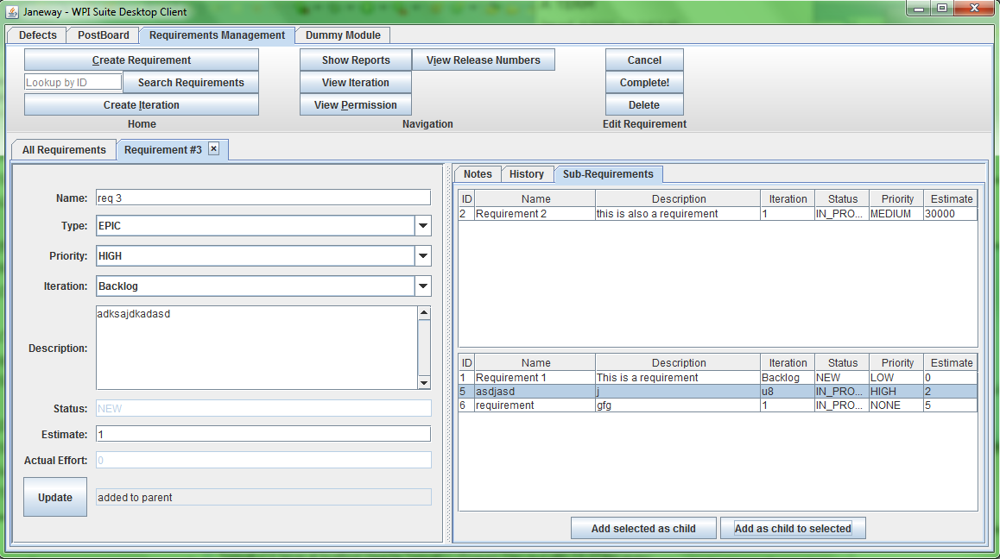 Janeway - WPI Suite Desktop Client
Defects PostBoard Requirements Management Dummy Module
Create Requirement Show Reports View Release Numbers Cancel
Lookup by ID Search Requirements View Iteration Complete!
Create Iteration View Permission Delete
Home Navigation Edit Requirement
All Requirements Requirement #3
Name: req 3
Type: EPIC
Priority: HIGH
Iteration: Backlog
Description: adksajdkadasd
Status: NEW
Estimate: 1
Actual Effort: 0
Update added to parent
Notes History Sub-Requirements
ID Name Description Iteration Status Priority Estimate
2 Requirement 2 this is also a requirement 1 IN_PRO... MEDIUM 30000
ID Name Description Iteration Status Priority Estimate
1 Requirement 1 This is a requirement Backlog NEW LOW 0
5 asdjasd j u8 IN_PRO... HIGH 2
6 requirement gfg 1 IN_PRO... NONE 5
Add selected as child Add as child to selected